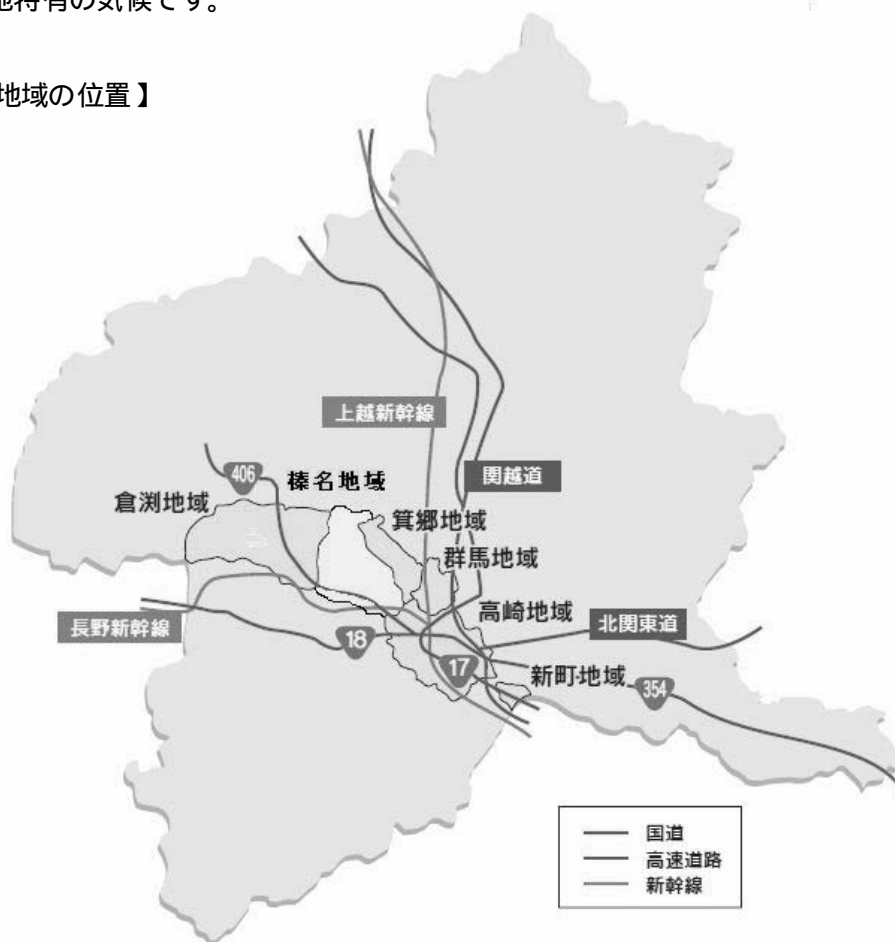 地特有の気候です。
地域の位置】
上越新幹線
関越道
406
榛名地域
倉渕地域
箕郷地域
群馬地域
高崎地域
北関東道
長野新幹線
18
17
新町地域
354
国道
高速道路
新幹線